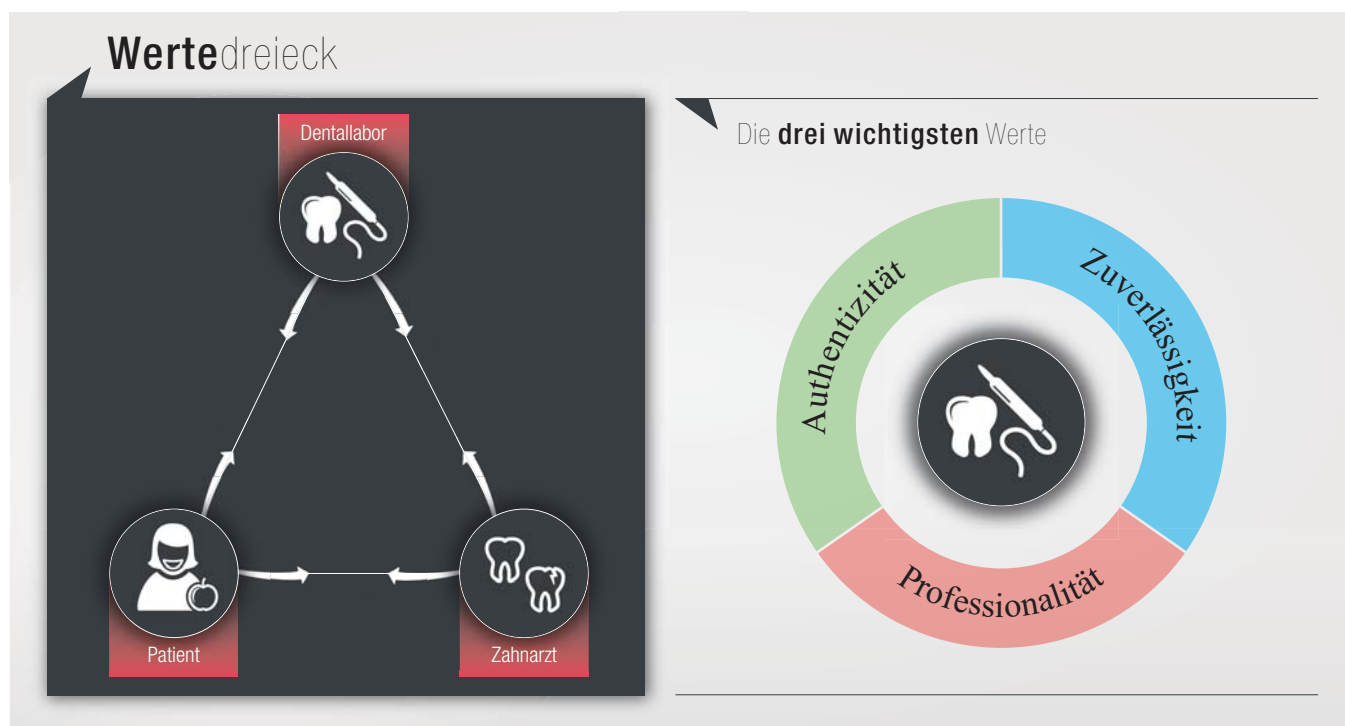 Wertedreieck
Dentallabor
Patient
Zahnarzt
Die drei wichtigsten Werte
Authentizität
Zuverlässigkeit
Professionalität